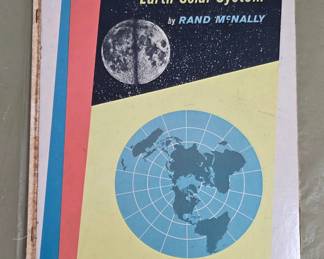 Earth-Solar System
by RAND McNALLY